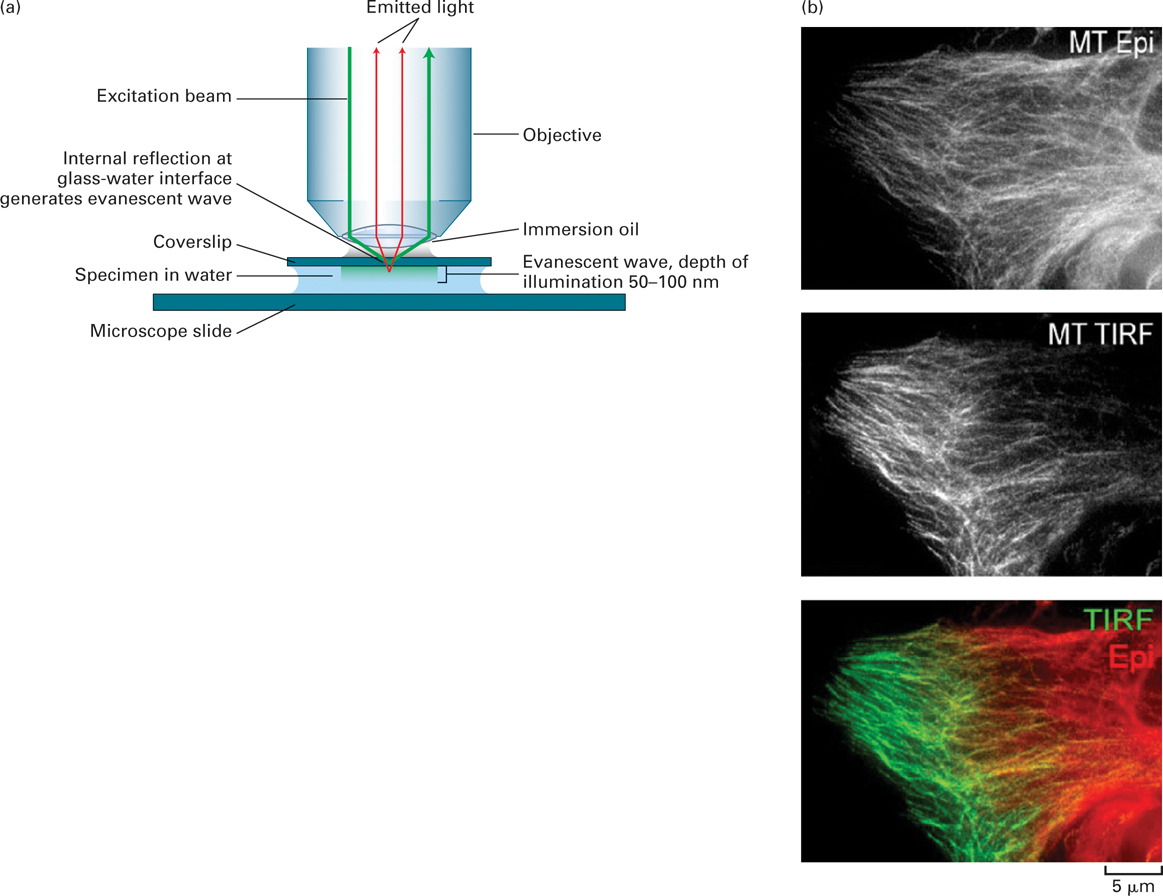 (a)
Emitted light
Excitation beam
Objective
Internal reflection at
glass-water interface
generates evanescent wave
Immersion oil
Coverslip
Specimen in water
Evanescent wave, depth of
illumination 50–100 nm
Microscope slide
(b)
MT Epi
MT TIRF
TIRF
Epi
5 μm